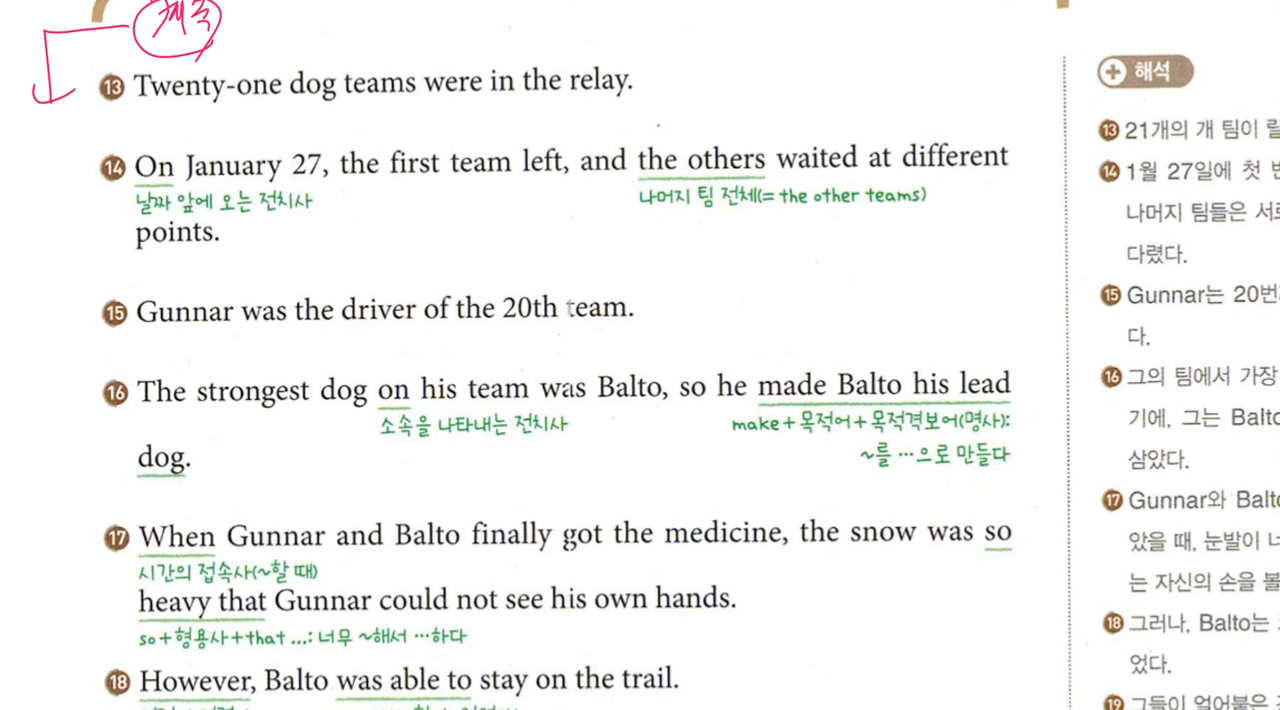 계속
13 Twenty-one dog teams were in the relay.
14 On January 27, the first team left, and the others waited at different
날짜 앞에 오는 전치사 나머지 팀 전체(= the other teams)
points.
15 Gunnar was the driver of the 20th team.
16 The strongest dog on his team was Balto, so he made Balto his lead
소속을 나타내는 전치사 make+목적어+목적격보어(명사):
~를 …으로 만들다
dog.
17 When Gunnar and Balto finally got the medicine, the snow was so
시간의 접속사(~할 때)
heavy that Gunnar could not see his own hands.
so+형용사+that …: 너무 ~해서 …하다
18 However, Balto was able to stay on the trail.
+ 해석
13 21개의 개 팀이 릴
14 1월 27일에 첫 번
나머지 팀들은 서로
다렸다.
15 Gunnar는 20번
다.
16 그의 팀에서 가장
기에, 그는 Balto
삼았다.
17 Gunnar와 Balto
았을 때, 눈발이 너
는 자신의 손을 볼
18 그러나, Balto는
었다.
19 그들이 얼어붙은